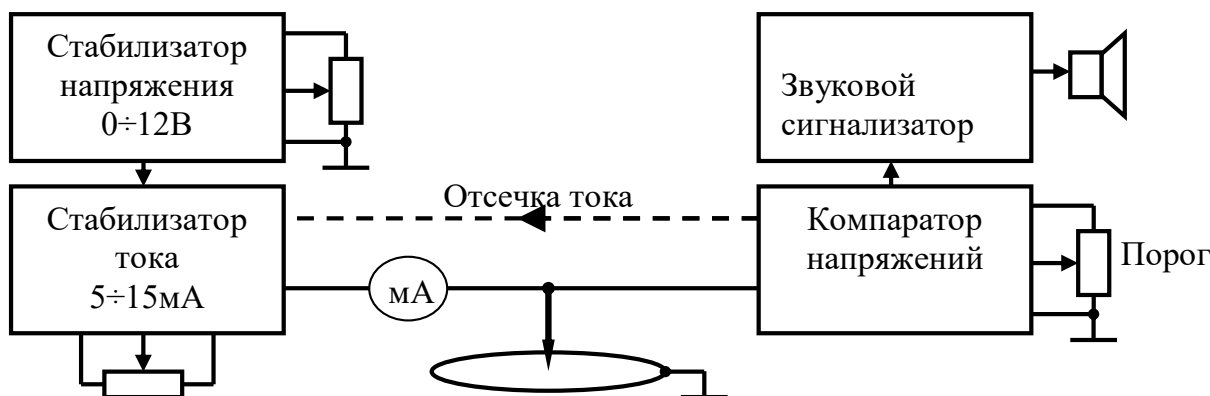 Стабилизатор
напряжения
0÷12В
Звуковой
сигнализатор
Отсечка тока
Стабилизатор
тока
5÷15мА
мА
Компаратор
напряжений
Порог